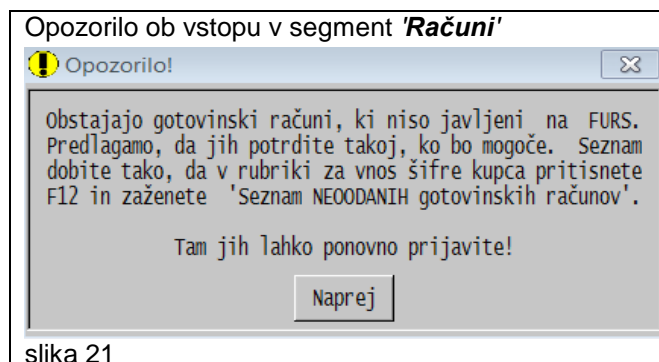 Opozorilo ob vstopu v segment 'Računi'
Opozorilo!
Obstajajo gotovinski računi, ki niso javljeni na FURS.
Predlagamo, da jih potrdite takoj, ko bo mogoče. Seznam
dobite tako, da v rubriki za vnos šifre kupca pritisnete
F12 in zaženete 'Seznam NEOODANIH gotovinskih računov'.
Tam jih lahko ponovno prijavite!
Naprej
slika 21